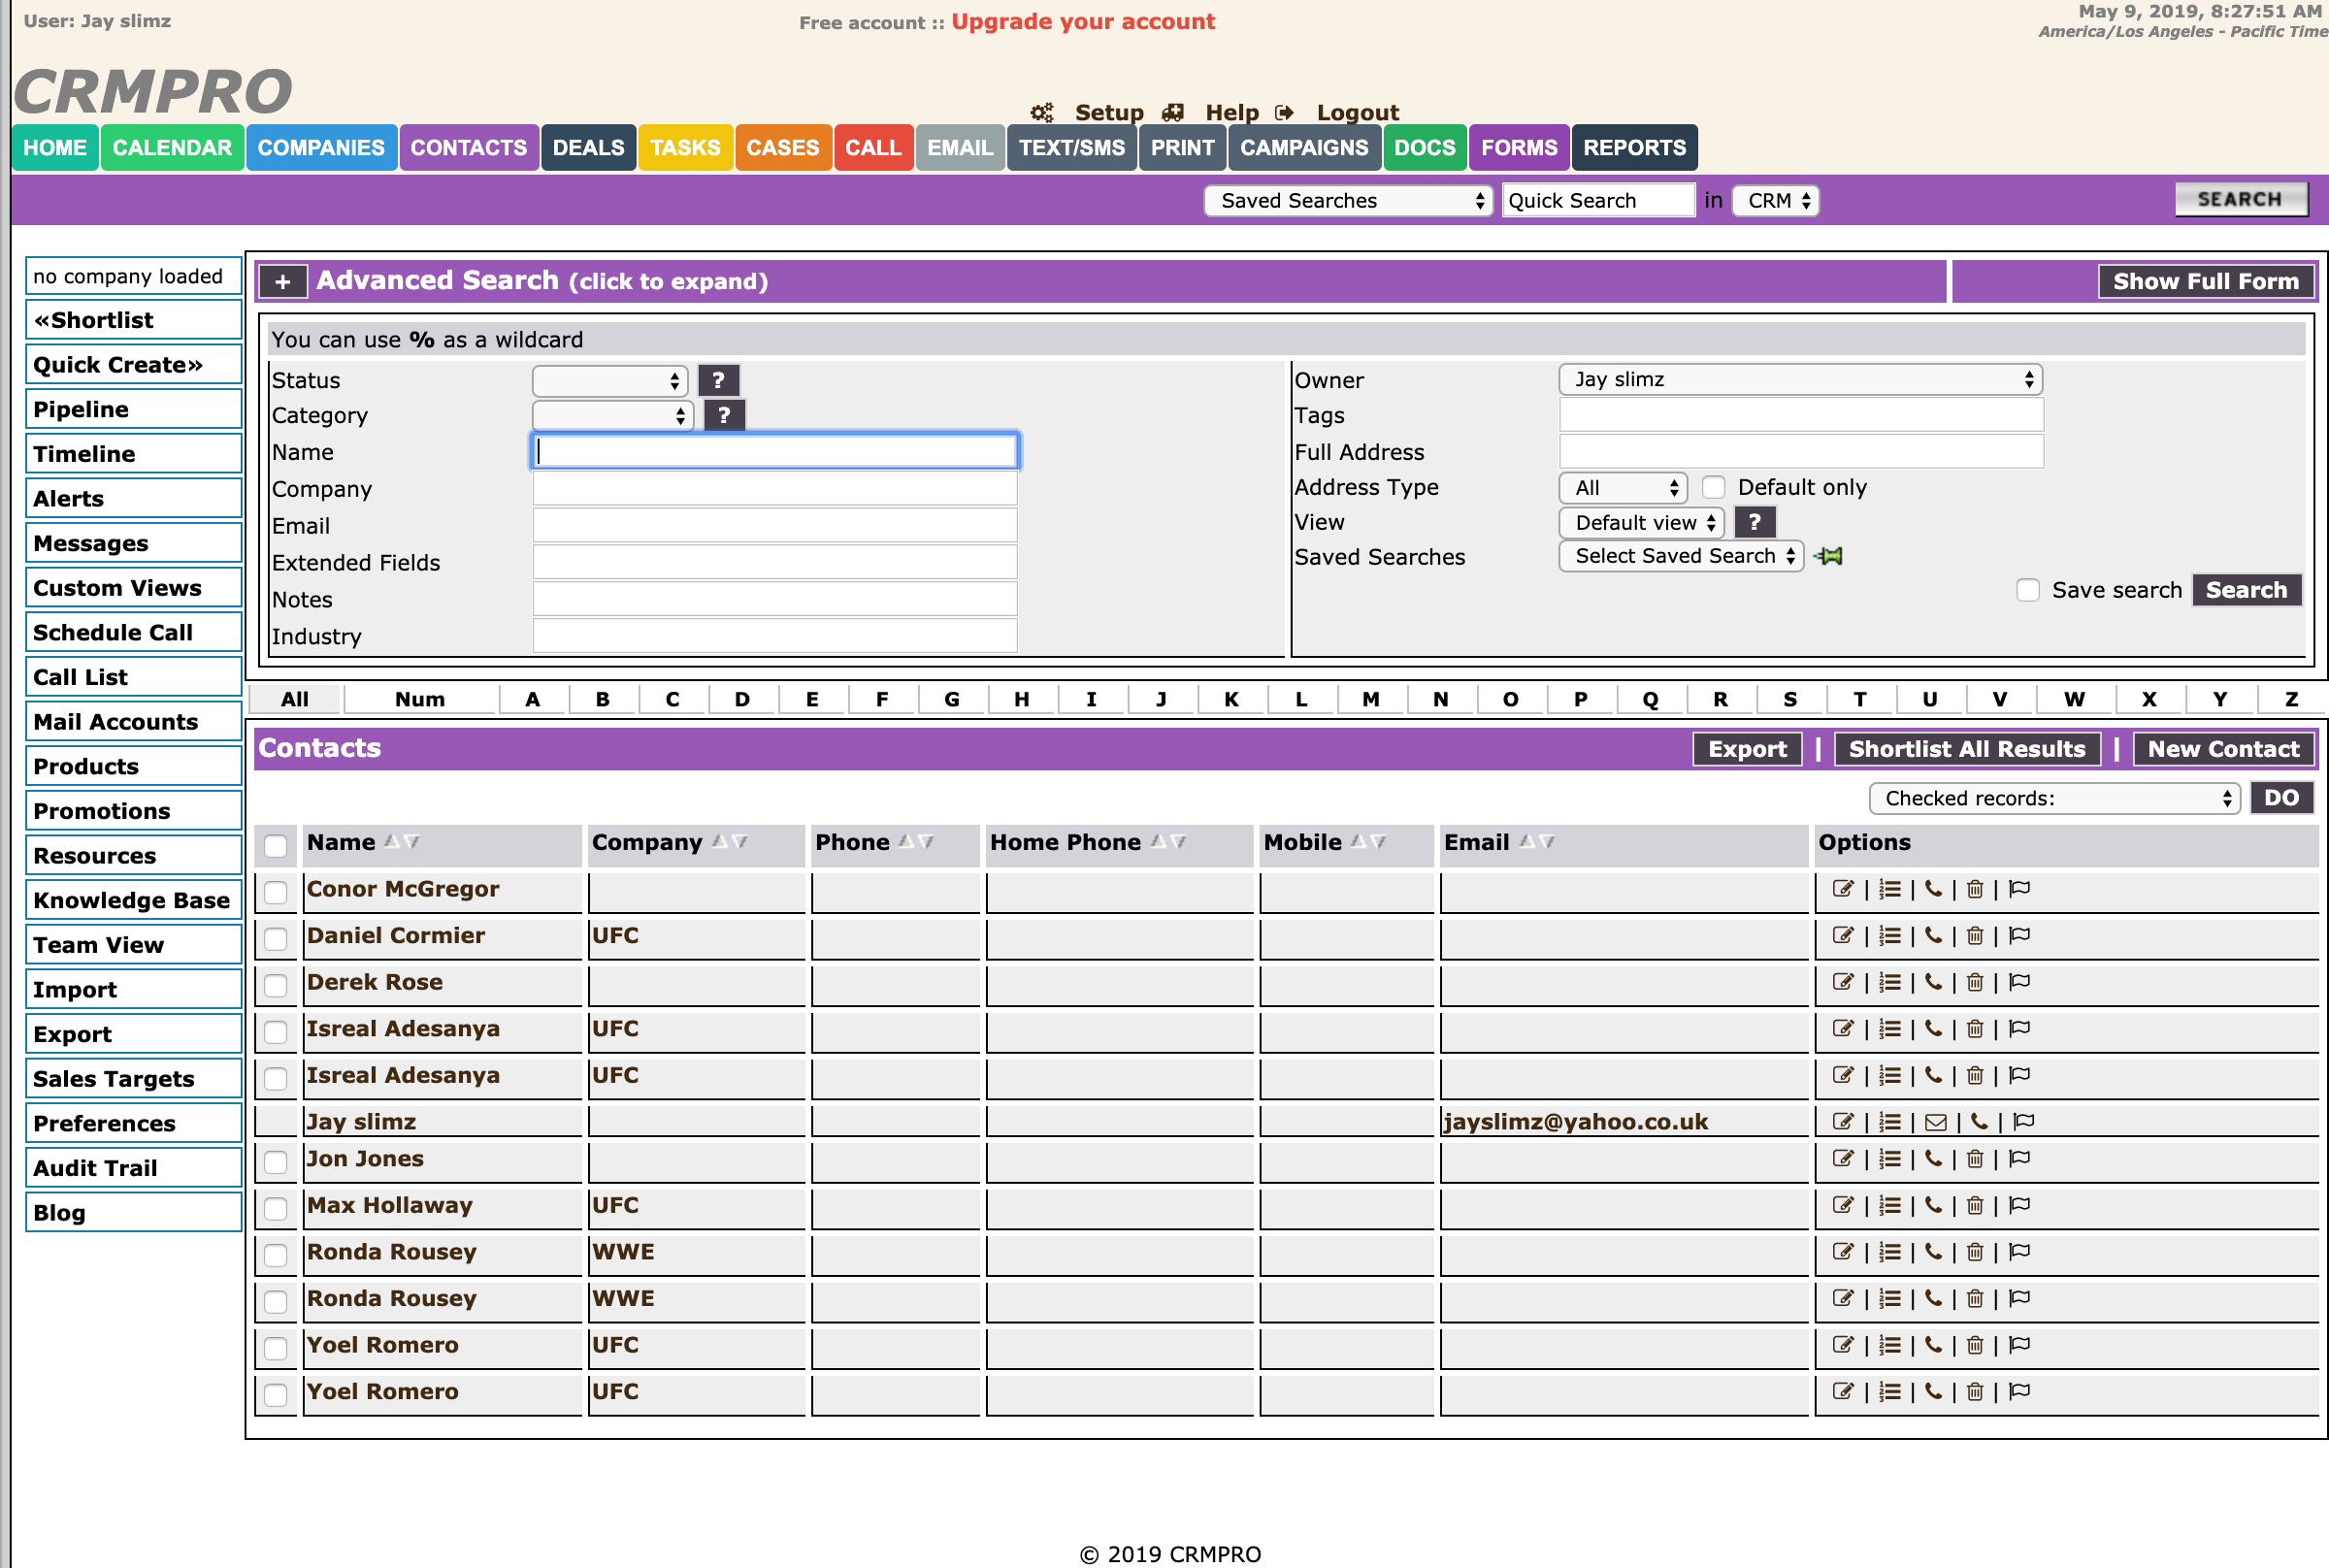 User: Jay slimz
Free account :: Upgrade your account
May 9, 2019, 8:27:51 AM
America/Los Angeles - Pacific Time
CRMPRO
Setup Help Logout
HOME CALENDAR COMPANIES CONTACTS DEALS TASKS CASES CALL EMAIL TEXT/SMS PRINT CAMPAIGNS DOCS FORMS REPORTS
Saved Searches Quick Search in CRM SEARCH
no company loaded
«Shortlist
Quick Create»
Pipeline
Timeline
Alerts
Messages
Custom Views
Schedule Call
Call List
Mail Accounts
Products
Promotions
Resources
Knowledge Base
Team View
Import
Export
Sales Targets
Preferences
Audit Trail
Blog
+ Advanced Search (click to expand) Show Full Form
You can use % as a wildcard
Status ?
Category ?
Name
Company
Email
Extended Fields
Notes
Industry
Owner Jay slimz
Tags
Full Address
Address Type All Default only
View Default view ?
Saved Searches Select Saved Search
Save search Search
All Num A B C D E F G H I J K L M N O P Q R S T U V W X Y Z
Contacts Export | Shortlist All Results | New Contact
Checked records: DO
Name Company Phone Home Phone Mobile Email Options
Conor McGregor
Daniel Cormier UFC
Derek Rose
Isreal Adesanya UFC
Isreal Adesanya UFC
Jay slimz jayslimz@yahoo.co.uk
Jon Jones
Max Hollaway UFC
Ronda Rousey WWE
Ronda Rousey WWE
Yoel Romero UFC
Yoel Romero UFC
© 2019 CRMPRO